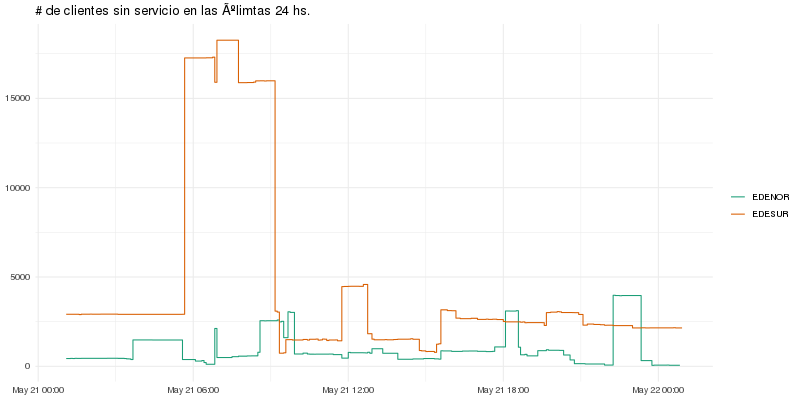 # de clientes sin servicio en las Ãºlimtas 24 hs.
15000
10000
5000
0
EDENOR
EDESUR
May 21 00:00
May 21 06:00
May 21 12:00
May 21 18:00
May 22 00:00